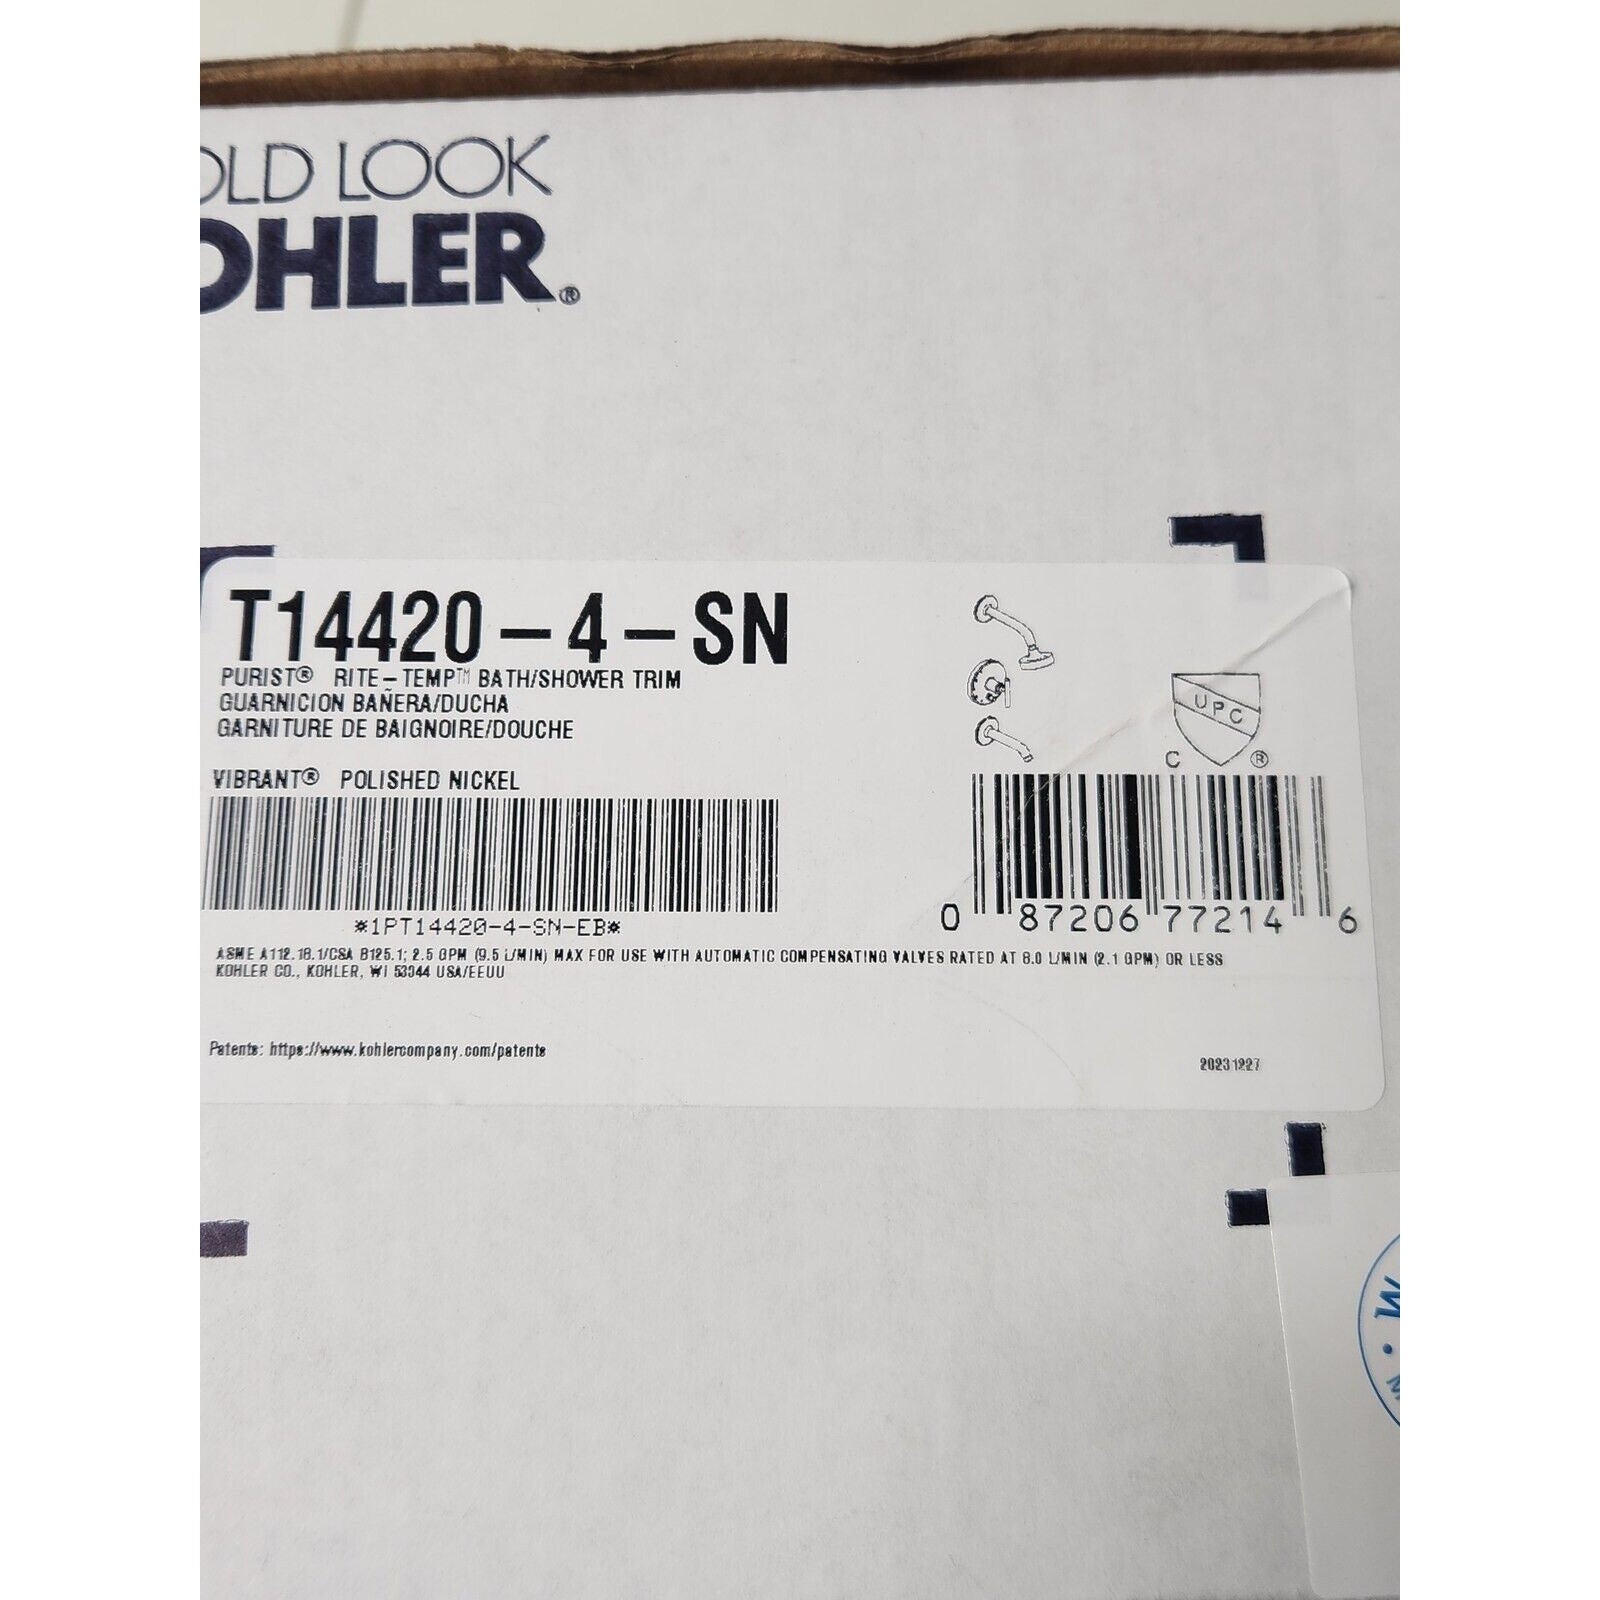 OLD LOOK
OHLER®
T14420-4-SN
PURIST® RITE-TEMP™ BATH/SHOWER TRIM
GUARNICION BAÑERA/DUCHA
GARNITURE DE BAIGNOIRE/DOUCHE
VIBRANT® POLISHED NICKEL
*1PT14420-4-SN-EB*
UPC
C ®
0 87206 77214 6
ASME A112.18.1/CSA B125.1; 2.5 GPM (9.5 L/MIN) MAX FOR USE WITH AUTOMATIC COMPENSATING VALVES RATED AT 8.0 L/MIN (2.1 GPM) OR LESS
KOHLER CO., KOHLER, WI 53044 USA/EEUU
Patents: https://www.kohlercompany.com/patents
20231227